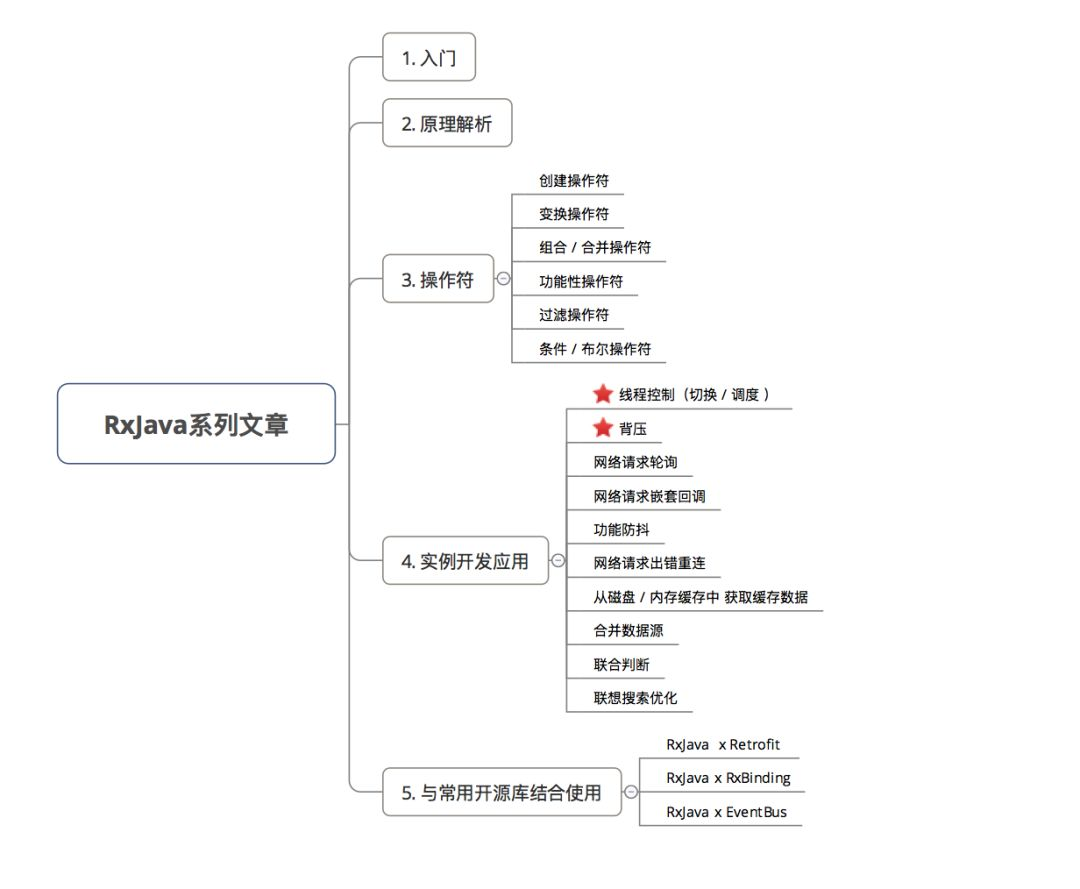 1. 入门
2. 原理解析
创建操作符
变换操作符
组合 / 合并操作符
3. 操作符
功能性操作符
过滤操作符
条件 / 布尔操作符
RxJava系列文章
线程控制（切换 / 调度 ）
背压
网络请求轮询
网络请求嵌套回调
功能防抖
4. 实例开发应用
网络请求出错重连
从磁盘 / 内存缓存中 获取缓存数据
合并数据源
联合判断
联想搜索优化
RxJava x Retrofit
5. 与常用开源库结合使用
RxJava x RxBinding
RxJava x EventBus